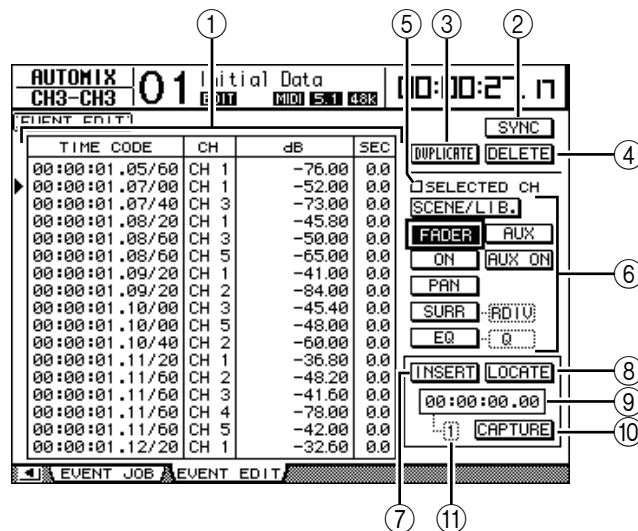 ① ⑤ ③ ②
AUTOMIX
CH3-CH3
01
Initial Data
EDIT MIDI 5.1 48k
00:00:27.17
EVENT EDIT
SYNC
DUPLICATE DELETE ④
TIME CODE CH dB SEC
00:00:01.05/60 CH 1 -76.00 0.0
00:00:01.07/00 CH 1 -52.00 0.0
00:00:01.07/40 CH 3 -73.00 0.0
00:00:01.08/20 CH 1 -45.80 0.0
00:00:01.08/60 CH 3 -50.00 0.0
00:00:01.08/60 CH 5 -65.00 0.0
00:00:01.09/20 CH 1 -41.00 0.0
00:00:01.09/20 CH 2 -84.00 0.0
00:00:01.10/00 CH 3 -45.40 0.0
00:00:01.10/00 CH 5 -48.00 0.0
00:00:01.10/40 CH 2 -60.00 0.0
00:00:01.11/20 CH 1 -36.80 0.0
00:00:01.11/60 CH 2 -48.20 0.0
00:00:01.11/60 CH 3 -41.60 0.0
00:00:01.11/60 CH 4 -78.00 0.0
00:00:01.11/60 CH 5 -42.00 0.0
00:00:01.12/20 CH 1 -32.60 0.0
SELECTED CH
SCENE/LIB.
FADER AUX
ON AUX ON ⑥
PAN
SURR RDIV
EQ Q
INSERT LOCATE ⑧
00:00:00.00 ⑨
1 CAPTURE ⑩
EVENT JOB EVENT EDIT
⑦ ⑪